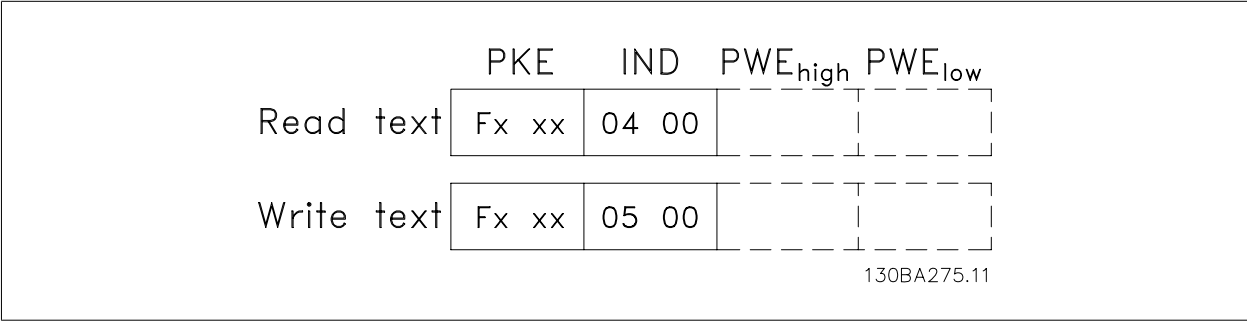 PKE IND PWEhigh PWElow
Read text Fx xx 04 00
Write text Fx xx 05 00
130BA275.11